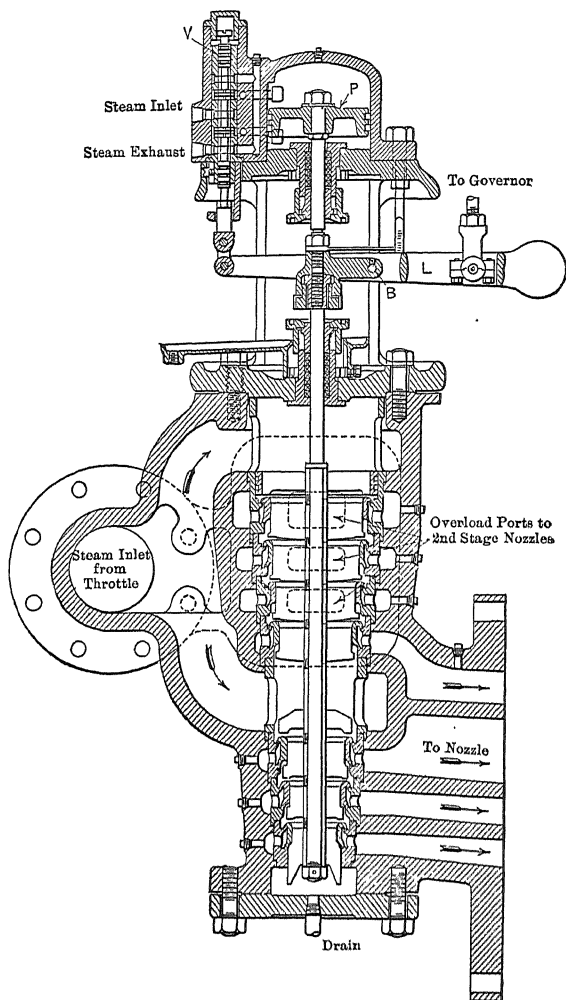 V
P
Steam Inlet
Steam Exhaust
To Governor
L
B
Overload Ports to
2nd Stage Nozzles
Steam Inlet
from
Throttle
To Nozzle
Drain